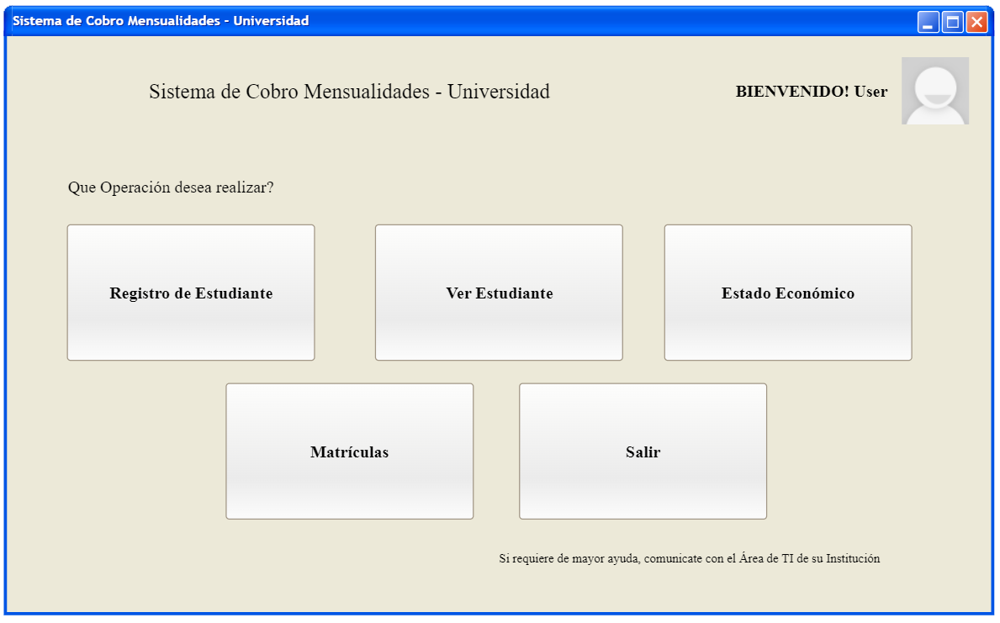 Sistema de Cobro Mensualidades - Universidad
Sistema de Cobro Mensualidades - Universidad
BIENVENIDO! User
Que Operación desea realizar?
Registro de Estudiante
Ver Estudiante
Estado Económico
Matrículas
Salir
Si requiere de mayor ayuda, comunicate con el Área de TI de su Institución